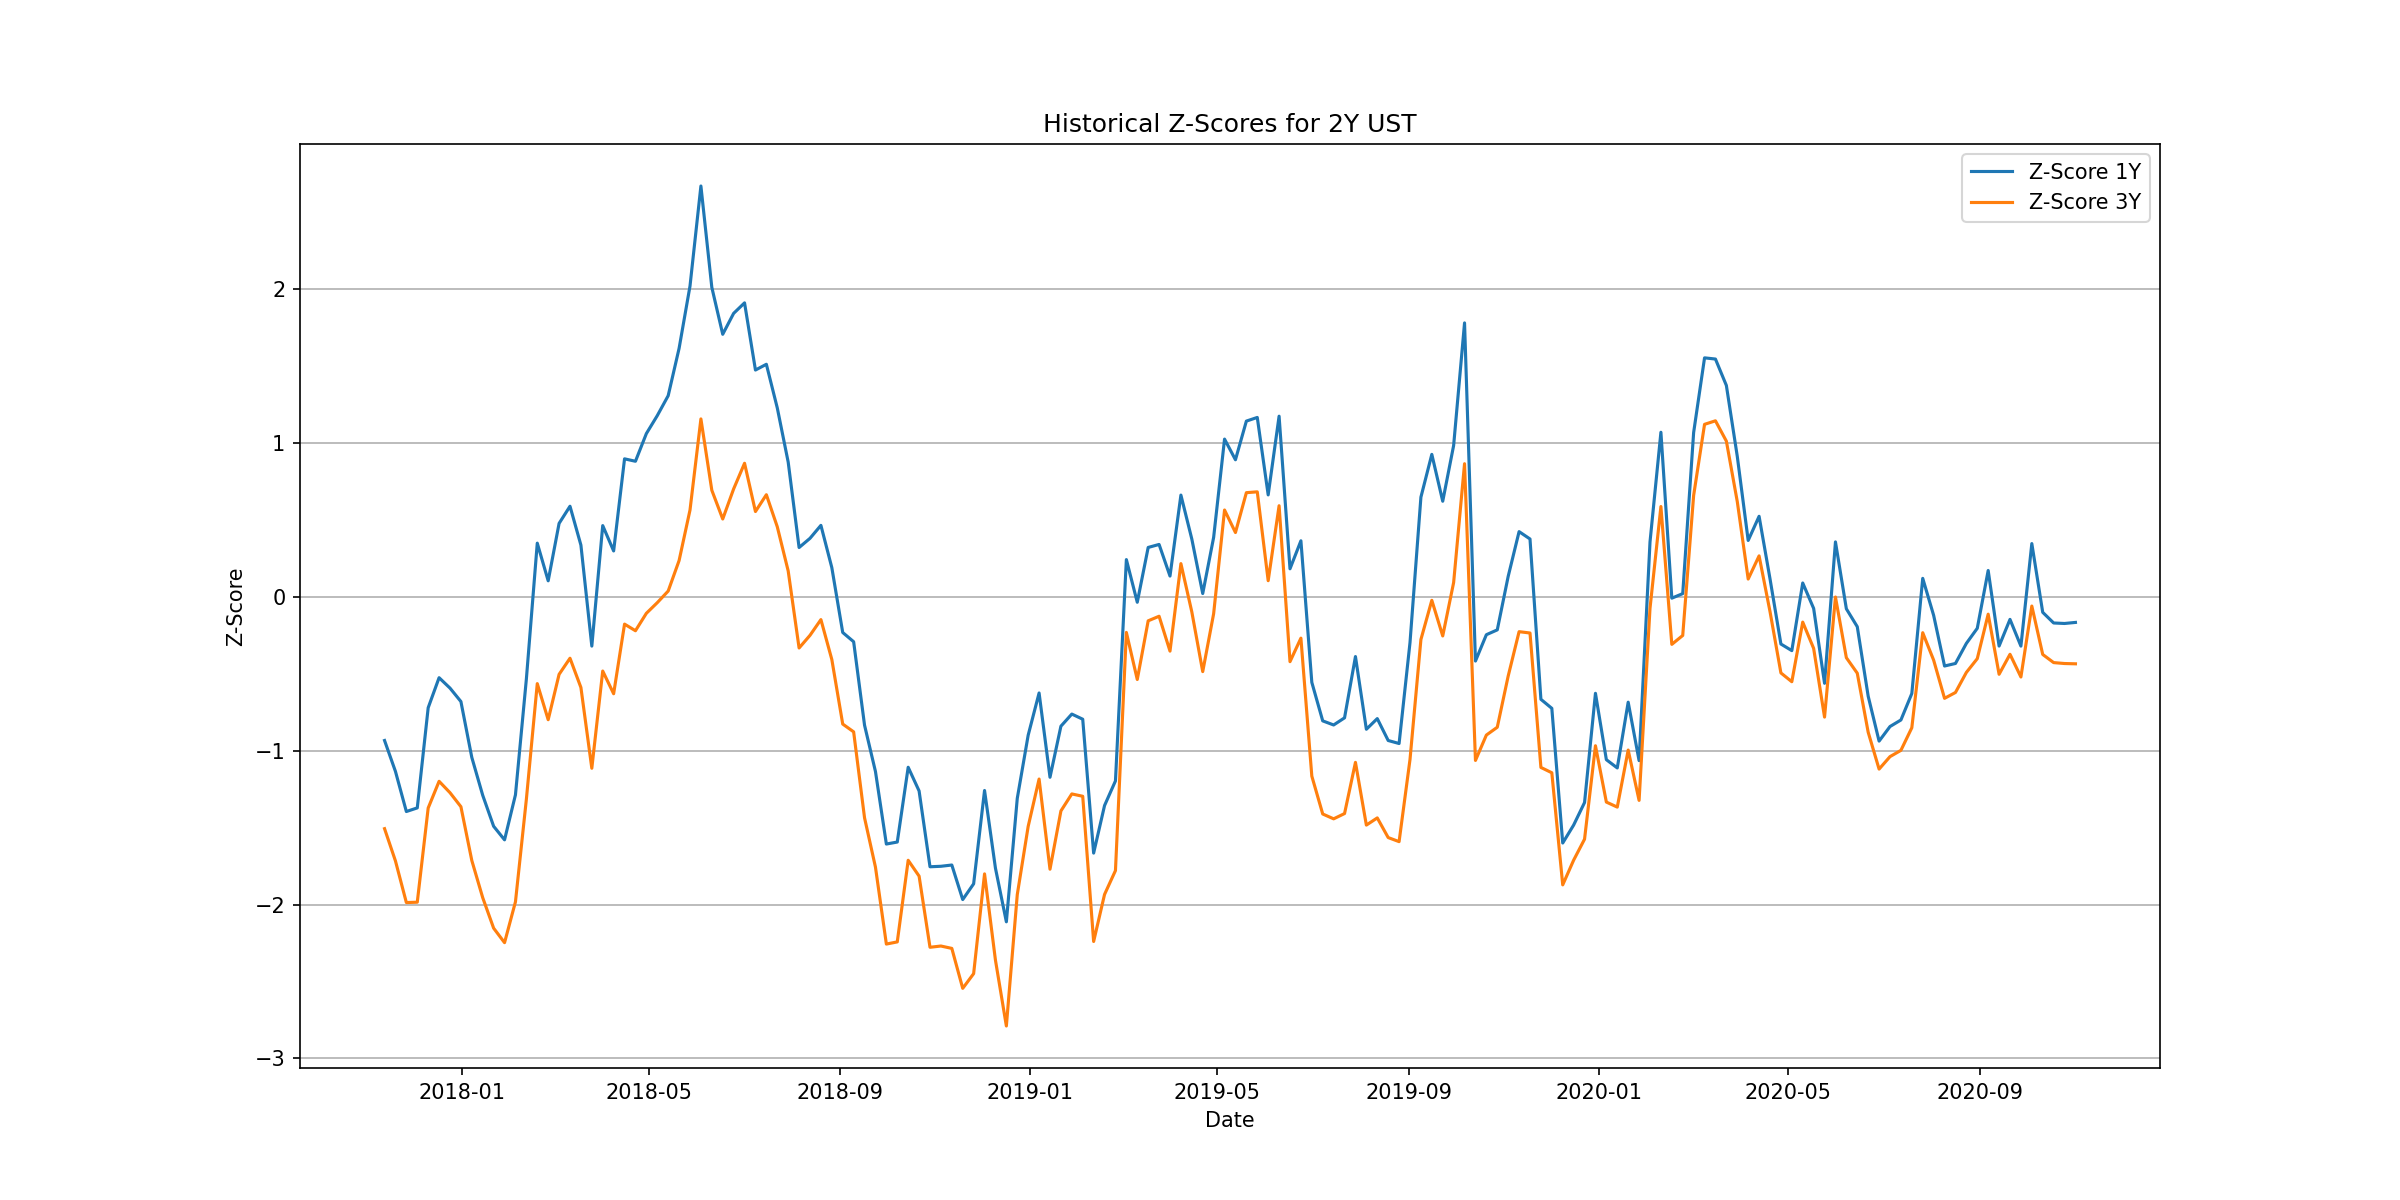 Historical Z-Scores for 2Y UST
Z-Score 1Y
Z-Score 3Y
Z-Score
2
1
0
−1
−2
−3
2018-01 2018-05 2018-09 2019-01 2019-05 2019-09 2020-01 2020-05 2020-09
Date